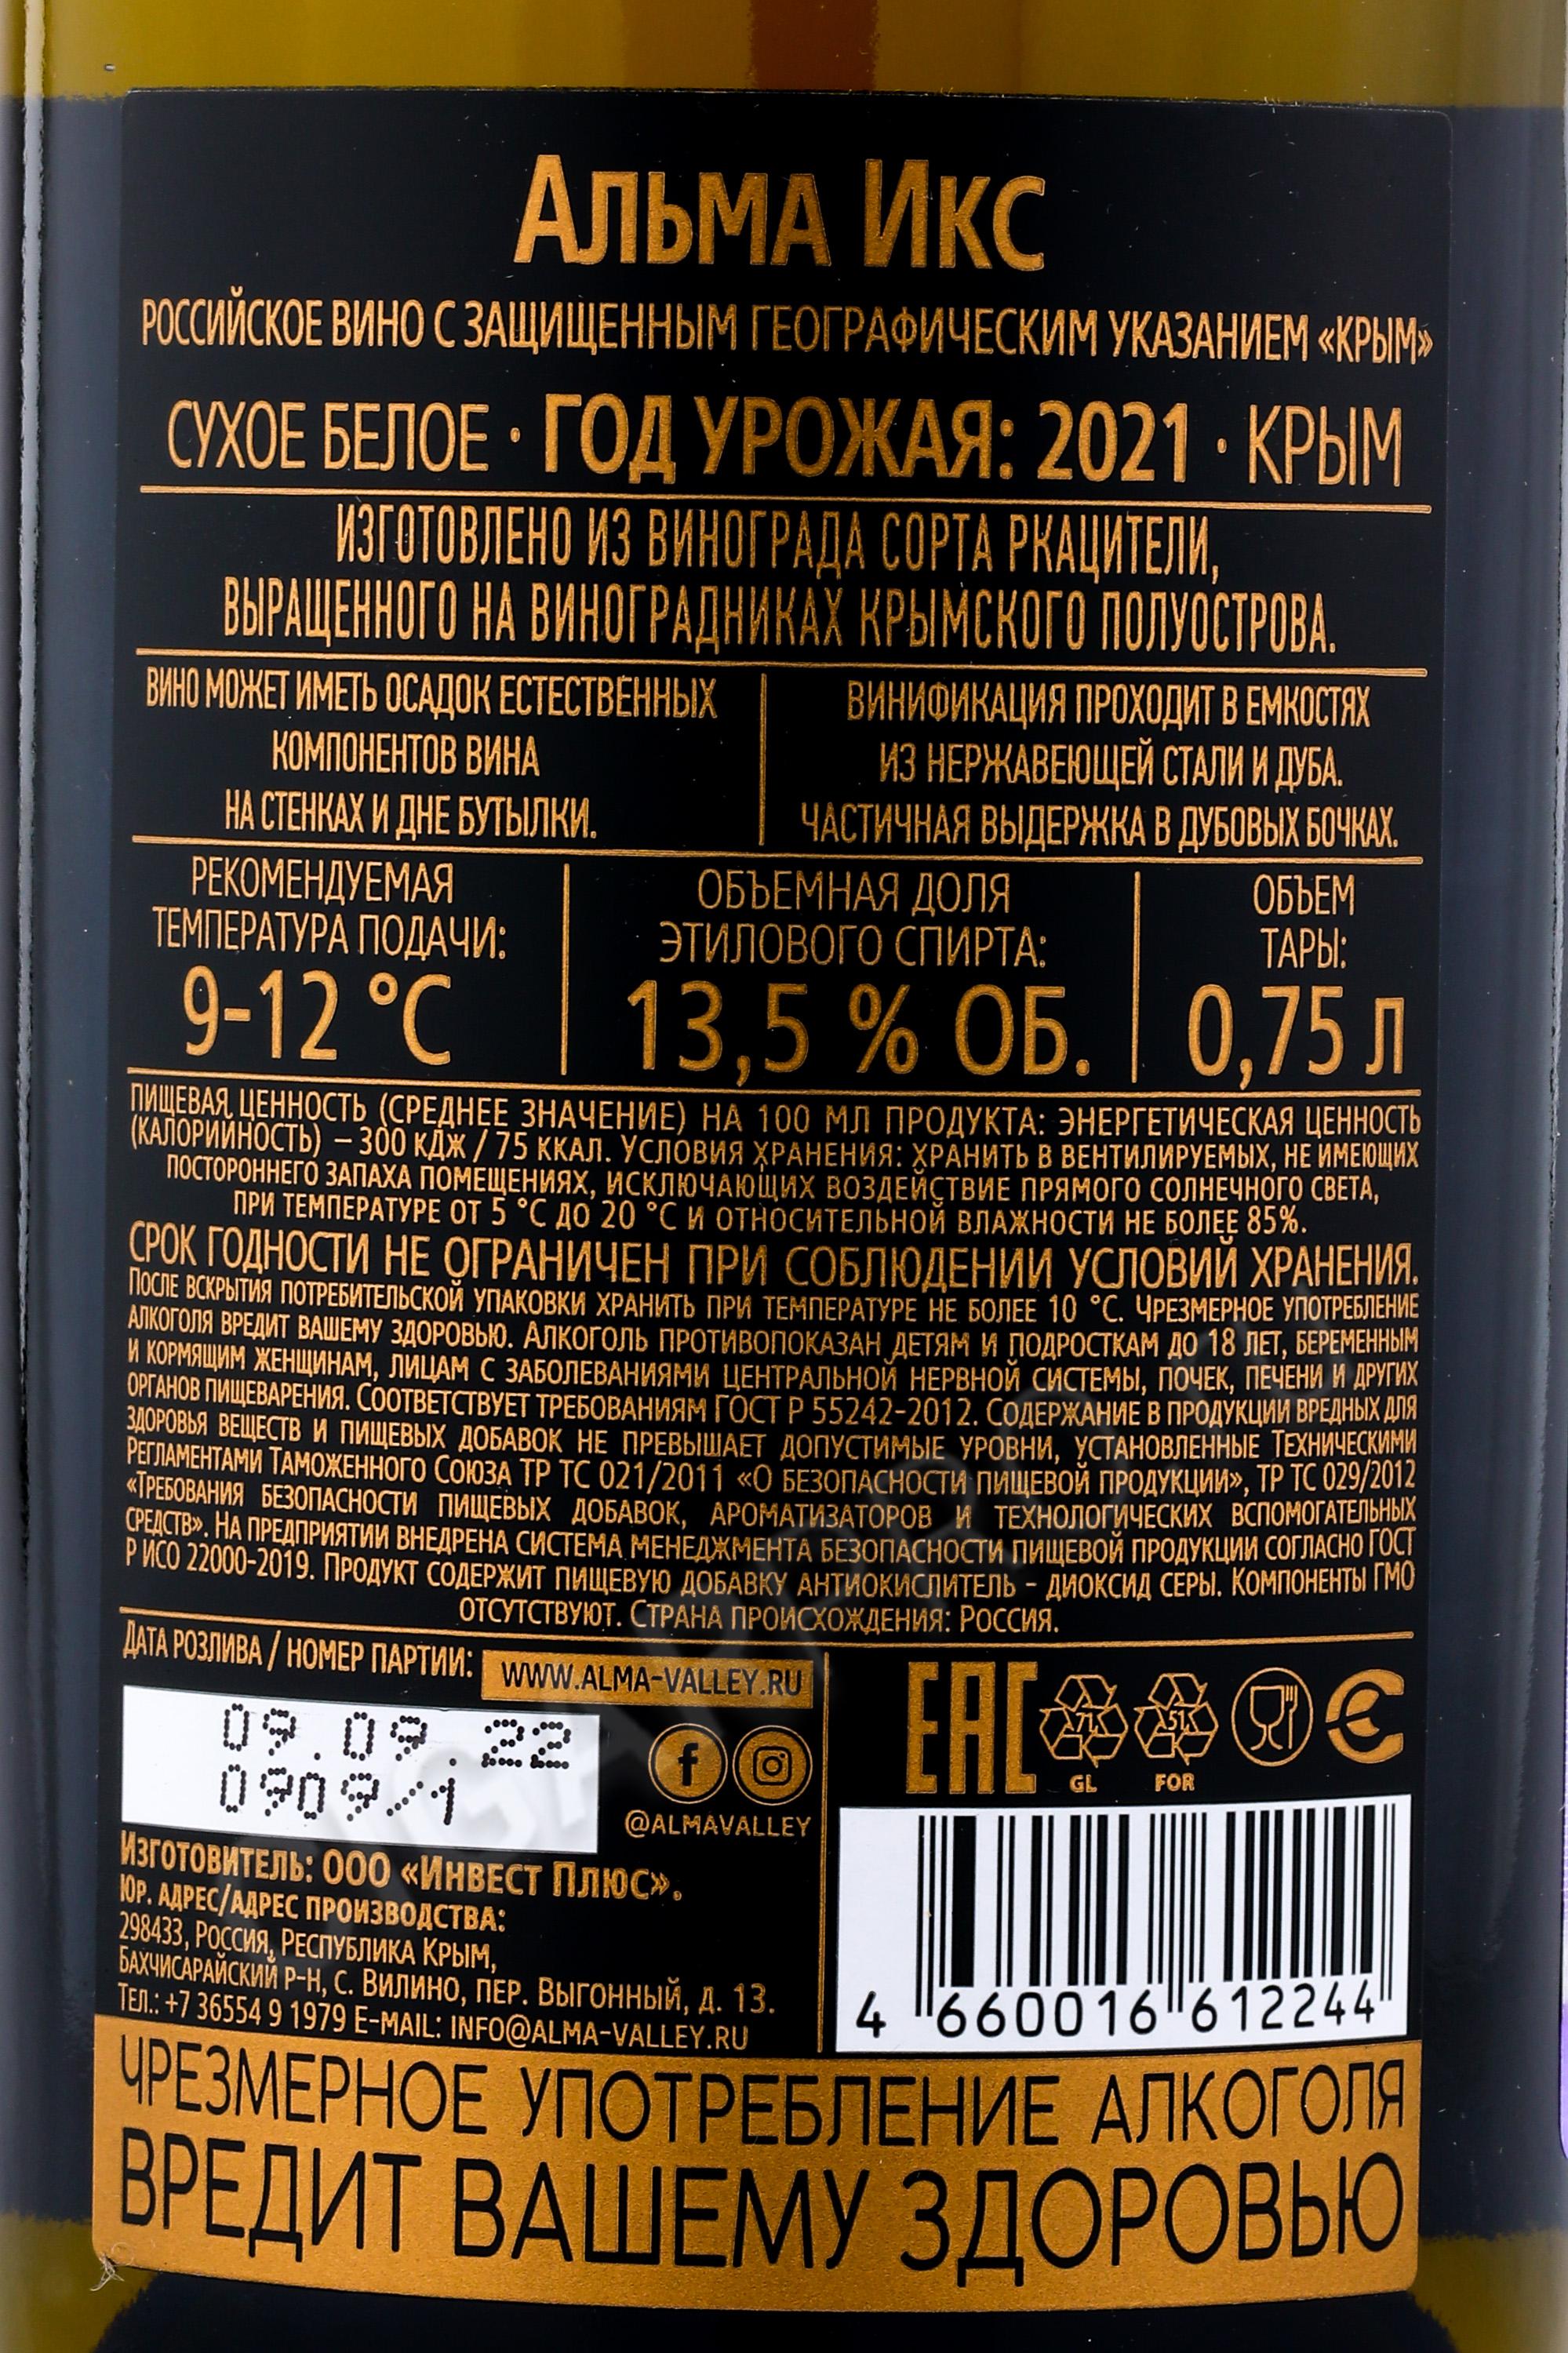 Альма Икс
РОССИЙСКОЕ ВИНО С ЗАЩИЩЕННЫМ ГЕОГРАФИЧЕСКИМ УКАЗАНИЕМ «КРЫМ»
СУХОЕ БЕЛОЕ · ГОД УРОЖАЯ: 2021 · КРЫМ
ИЗГОТОВЛЕНО ИЗ ВИНОГРАДА СОРТА РКАЦИТЕЛИ,
ВЫРАЩЕННОГО НА ВИНОГРАДНИКАХ КРЫМСКОГО ПОЛУОСТРОВА.
ВИНО МОЖЕТ ИМЕТЬ ОСАДОК ЕСТЕСТВЕННЫХ
КОМПОНЕНТОВ ВИНА
НА СТЕНКАХ И ДНЕ БУТЫЛКИ.
ВИНИФИКАЦИЯ ПРОХОДИТ В ЕМКОСТЯХ
ИЗ НЕРЖАВЕЮЩЕЙ СТАЛИ И ДУБА.
ЧАСТИЧНАЯ ВЫДЕРЖКА В ДУБОВЫХ БОЧКАХ.
РЕКОМЕНДУЕМАЯ
ТЕМПЕРАТУРА ПОДАЧИ:
9-12 °С
ОБЪЕМНАЯ ДОЛЯ
ЭТИЛОВОГО СПИРТА:
13,5 % ОБ.
ОБЪЕМ
ТАРЫ:
0,75 Л
ПИЩЕВАЯ ЦЕННОСТЬ (СРЕДНЕЕ ЗНАЧЕНИЕ) НА 100 МЛ ПРОДУКТА: ЭНЕРГЕТИЧЕСКАЯ ЦЕННОСТЬ
(КАЛОРИЙНОСТЬ) – 300 КДЖ / 75 ККАЛ. УСЛОВИЯ ХРАНЕНИЯ: ХРАНИТЬ В ВЕНТИЛИРУЕМЫХ, НЕ ИМЕЮЩИХ
ПОСТОРОННЕГО ЗАПАХА ПОМЕЩЕНИЯХ, ИСКЛЮЧАЮЩИХ ВОЗДЕЙСТВИЕ ПРЯМОГО СОЛНЕЧНОГО СВЕТА,
ПРИ ТЕМПЕРАТУРЕ ОТ 5 °С ДО 20 °С И ОТНОСИТЕЛЬНОЙ ВЛАЖНОСТИ НЕ БОЛЕЕ 85%.
СРОК ГОДНОСТИ НЕ ОГРАНИЧЕН ПРИ СОБЛЮДЕНИИ УСЛОВИЙ ХРАНЕНИЯ.
ПОСЛЕ ВСКРЫТИЯ ПОТРЕБИТЕЛЬСКОЙ УПАКОВКИ ХРАНИТЬ ПРИ ТЕМПЕРАТУРЕ НЕ БОЛЕЕ 10 °С. ЧРЕЗМЕРНОЕ УПОТРЕБЛЕНИЕ
АЛКОГОЛЯ ВРЕДИТ ВАШЕМУ ЗДОРОВЬЮ. АЛКОГОЛЬ ПРОТИВОПОКАЗАН ДЕТЯМ И ПОДРОСТКАМ ДО 18 ЛЕТ, БЕРЕМЕННЫМ
И КОРМЯЩИМ ЖЕНЩИНАМ, ЛИЦАМ С ЗАБОЛЕВАНИЯМИ ЦЕНТРАЛЬНОЙ НЕРВНОЙ СИСТЕМЫ, ПОЧЕК, ПЕЧЕНИ И ДРУГИХ
ОРГАНОВ ПИЩЕВАРЕНИЯ. СООТВЕТСТВУЕТ ТРЕБОВАНИЯМ ГОСТ Р 55242-2012. СОДЕРЖАНИЕ В ПРОДУКЦИИ ВРЕДНЫХ ДЛЯ
ЗДОРОВЬЯ ВЕЩЕСТВ И ПИЩЕВЫХ ДОБАВОК НЕ ПРЕВЫШАЕТ ДОПУСТИМЫЕ УРОВНИ, УСТАНОВЛЕННЫЕ ТЕХНИЧЕСКИМИ
РЕГЛАМЕНТАМИ ТАМОЖЕННОГО СОЮЗА ТР ТС 021/2011 «О БЕЗОПАСНОСТИ ПИЩЕВОЙ ПРОДУКЦИИ», ТР ТС 029/2012
«ТРЕБОВАНИЯ БЕЗОПАСНОСТИ ПИЩЕВЫХ ДОБАВОК, АРОМАТИЗАТОРОВ И ТЕХНОЛОГИЧЕСКИХ ВСПОМОГАТЕЛЬНЫХ
СРЕДСТВ». НА ПРЕДПРИЯТИИ ВНЕДРЕНА СИСТЕМА МЕНЕДЖМЕНТА БЕЗОПАСНОСТИ ПИЩЕВОЙ ПРОДУКЦИИ СОГЛАСНО ГОСТ
Р ИСО 22000-2019. ПРОДУКТ СОДЕРЖИТ ПИЩЕВУЮ ДОБАВКУ АНТИОКИСЛИТЕЛЬ – ДИОКСИД СЕРЫ. КОМПОНЕНТЫ ГМО
ОТСУТСТВУЮТ. СТРАНА ПРОИСХОЖДЕНИЯ: РОССИЯ.
ДАТА РОЗЛИВА / НОМЕР ПАРТИИ:
09.09.22
0909/1
WWW.ALMA-VALLEY.RU
@ALMAVALLEY
ИЗГОТОВИТЕЛЬ: ООО «ИНВЕСТ ПЛЮС».
ЮР. АДРЕС/АДРЕС ПРОИЗВОДСТВА:
298433, РОССИЯ, РЕСПУБЛИКА КРЫМ,
БАХЧИСАРАЙСКИЙ Р-Н, С. ВИЛИНО, ПЕР. ВЫГОННЫЙ, Д. 13.
ТЕЛ.: +7 36554 9 1979 E-MAIL: INFO@ALMA-VALLEY.RU
ЕАС
71
GL
51
FOR
4 660016 612244
ЧРЕЗМЕРНОЕ УПОТРЕБЛЕНИЕ АЛКОГОЛЯ
ВРЕДИТ ВАШЕМУ ЗДОРОВЬЮ